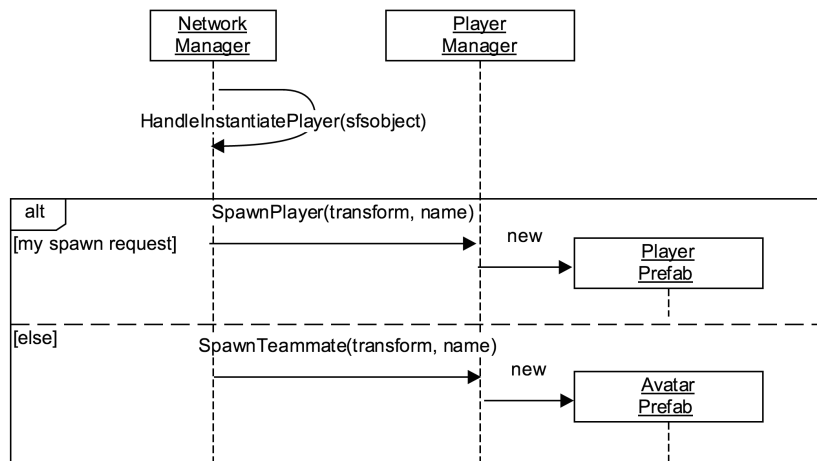 Network
Manager
Player
Manager
HandleInstantiatePlayer(sfsobject)
alt
SpawnPlayer(transform, name)
[my spawn request]
new
Player
Prefab
[else]
SpawnTeammate(transform, name)
new
Avatar
Prefab